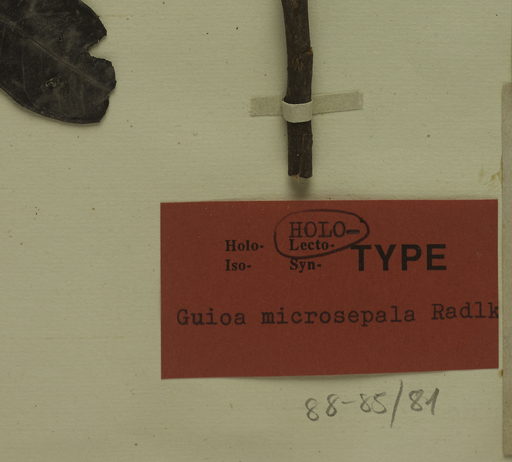 HOLO-
Holo- Lecto- TYPE
Iso- Syn-
Guioa microsepala Radlk
88-85/81